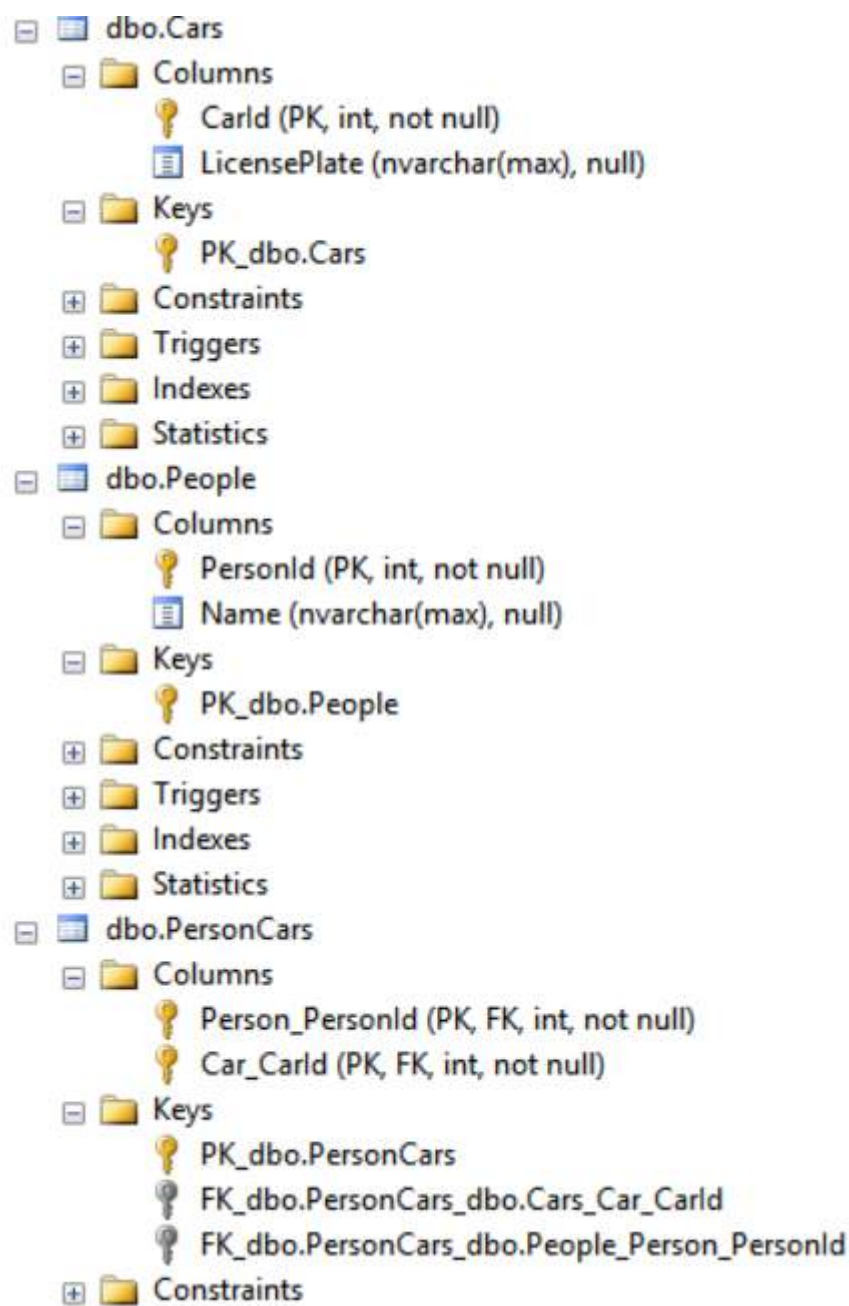 dbo.Cars
Columns
CarId (PK, int, not null)
LicensePlate (nvarchar(max), null)
Keys
PK_dbo.Cars
Constraints
Triggers
Indexes
Statistics
dbo.People
Columns
PersonId (PK, int, not null)
Name (nvarchar(max), null)
Keys
PK_dbo.People
Constraints
Triggers
Indexes
Statistics
dbo.PersonCars
Columns
Person_PersonId (PK, FK, int, not null)
Car_CarId (PK, FK, int, not null)
Keys
PK_dbo.PersonCars
FK_dbo.PersonCars_dbo.Cars_Car_CarId
FK_dbo.PersonCars_dbo.People_Person_PersonId
Constraints